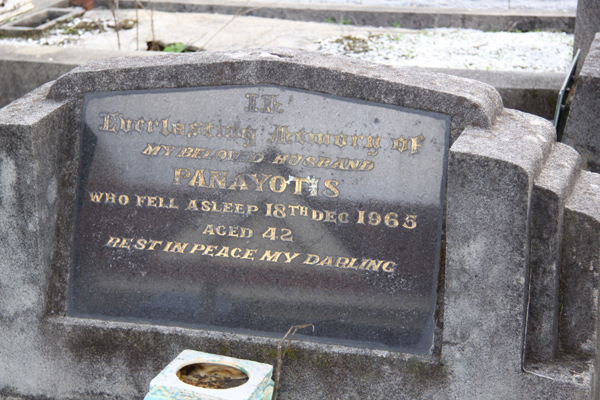 IN
Everlasting Memory of
MY BELOVED HUSBAND
PANAYOTIS
WHO FELL ASLEEP 18TH DEC 1965
AGED 42
REST IN PEACE MY DARLING